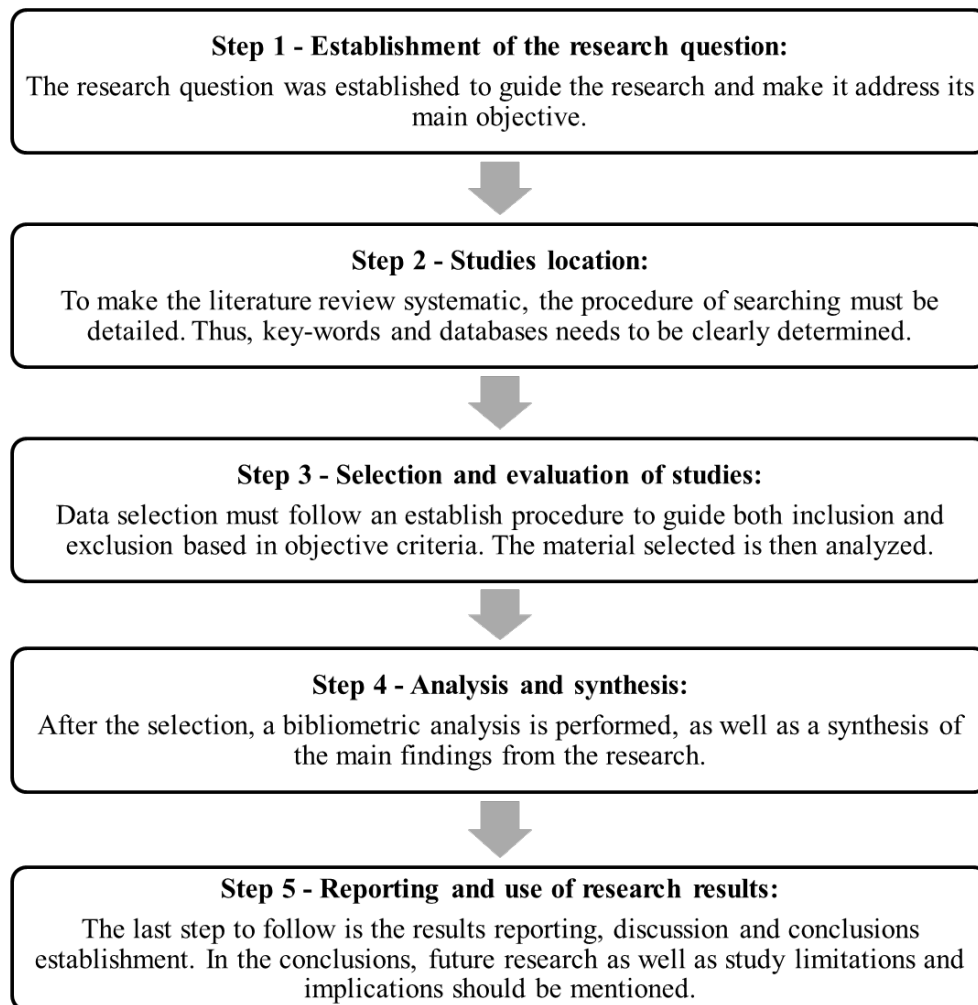 Step 1 - Establishment of the research question:
The research question was established to guide the research and make it address its
main objective.
Step 2 - Studies location:
To make the literature review systematic, the procedure of searching must be
detailed. Thus, key-words and databases needs to be clearly determined.
Step 3 - Selection and evaluation of studies:
Data selection must follow an establish procedure to guide both inclusion and
exclusion based in objective criteria. The material selected is then analyzed.
Step 4 - Analysis and synthesis:
After the selection, a bibliometric analysis is performed, as well as a synthesis of
the main findings from the research.
Step 5 - Reporting and use of research results:
The last step to follow is the results reporting, discussion and conclusions
establishment. In the conclusions, future research as well as study limitations and
implications should be mentioned.